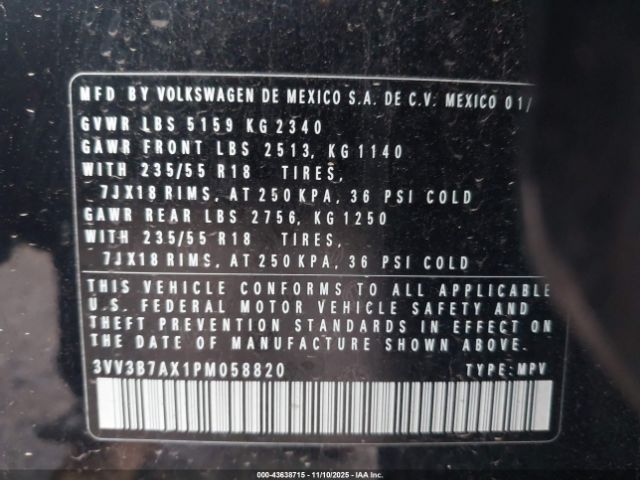 MFD BY VOLKSWAGEN DE MEXICO S.A. DE C.V. MEXICO 01/
GVWR LBS 5159 KG 2340
GAWR FRONT LBS 2513, KG 1140
WITH 235/55 R18 TIRES,
7JX18 RIMS, AT 250 KPA, 36 PSI COLD
GAWR REAR LBS 2756, KG 1250
WITH 235/55 R18 TIRES,
7JX18 RIMS, AT 250 KPA, 36 PSI COLD
THIS VEHICLE CONFORMS TO ALL APPLICABLE
U.S. FEDERAL MOTOR VEHICLE SAFETY AND
THEFT PREVENTION STANDARDS IN EFFECT ON
THE DATE OF MANUFACTURE SHOWN ABOVE.
3VV3B7AX1PM058820 TYPE: MPV
000-43638715 - 11/10/2025 - IAAI.com